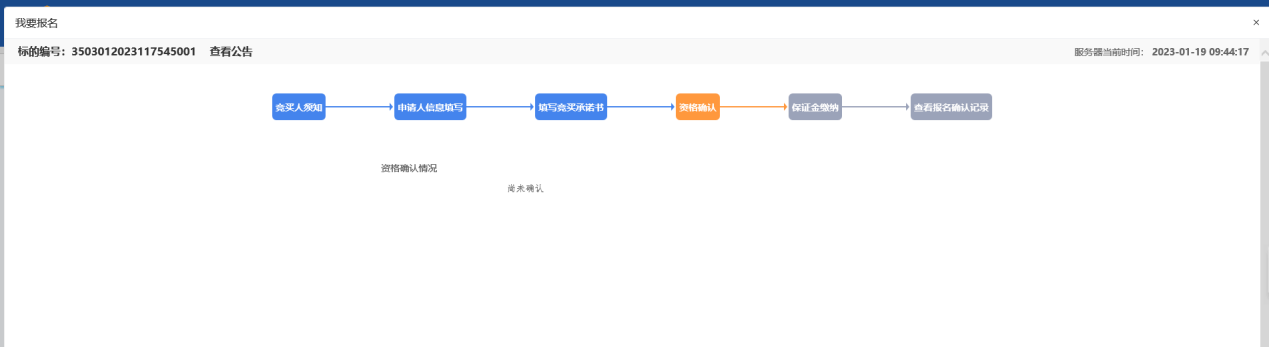 我要报名 ×
标的编号：3503012023117545001 查看公告 服务器当前时间： 2023-01-19 09:44:17
竞买人须知 申请人信息填写 填写竞买承诺书 资格确认 保证金缴纳 查看报名确认记录
资格确认情况
尚未确认